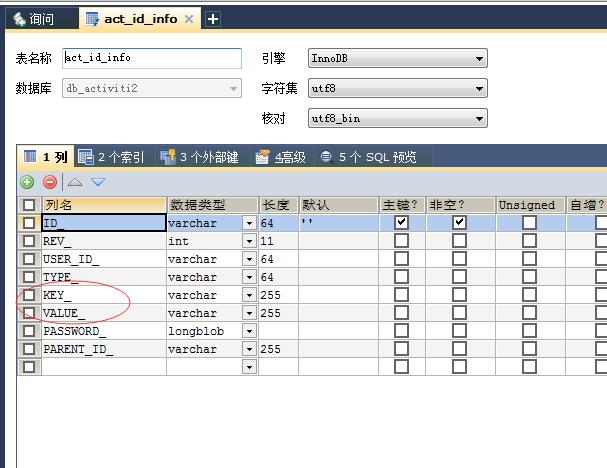 询问 act_id_info
表名称 act_id_info 引擎 InnoDB
数据库 db_activiti2 字符集 utf8
核对 utf8_bin
1 列 2 个索引 3 个外部键 4高级 5 个 SQL 预览
列名 数据类型 长度 默认 主键? 非空? Unsigned 自增?
ID_ varchar 64 ''
REV_ int 11
USER_ID_ varchar 64
TYPE_ varchar 64
KEY_ varchar 255
VALUE_ varchar 255
PASSWORD_ longblob
PARENT_ID_ varchar 255